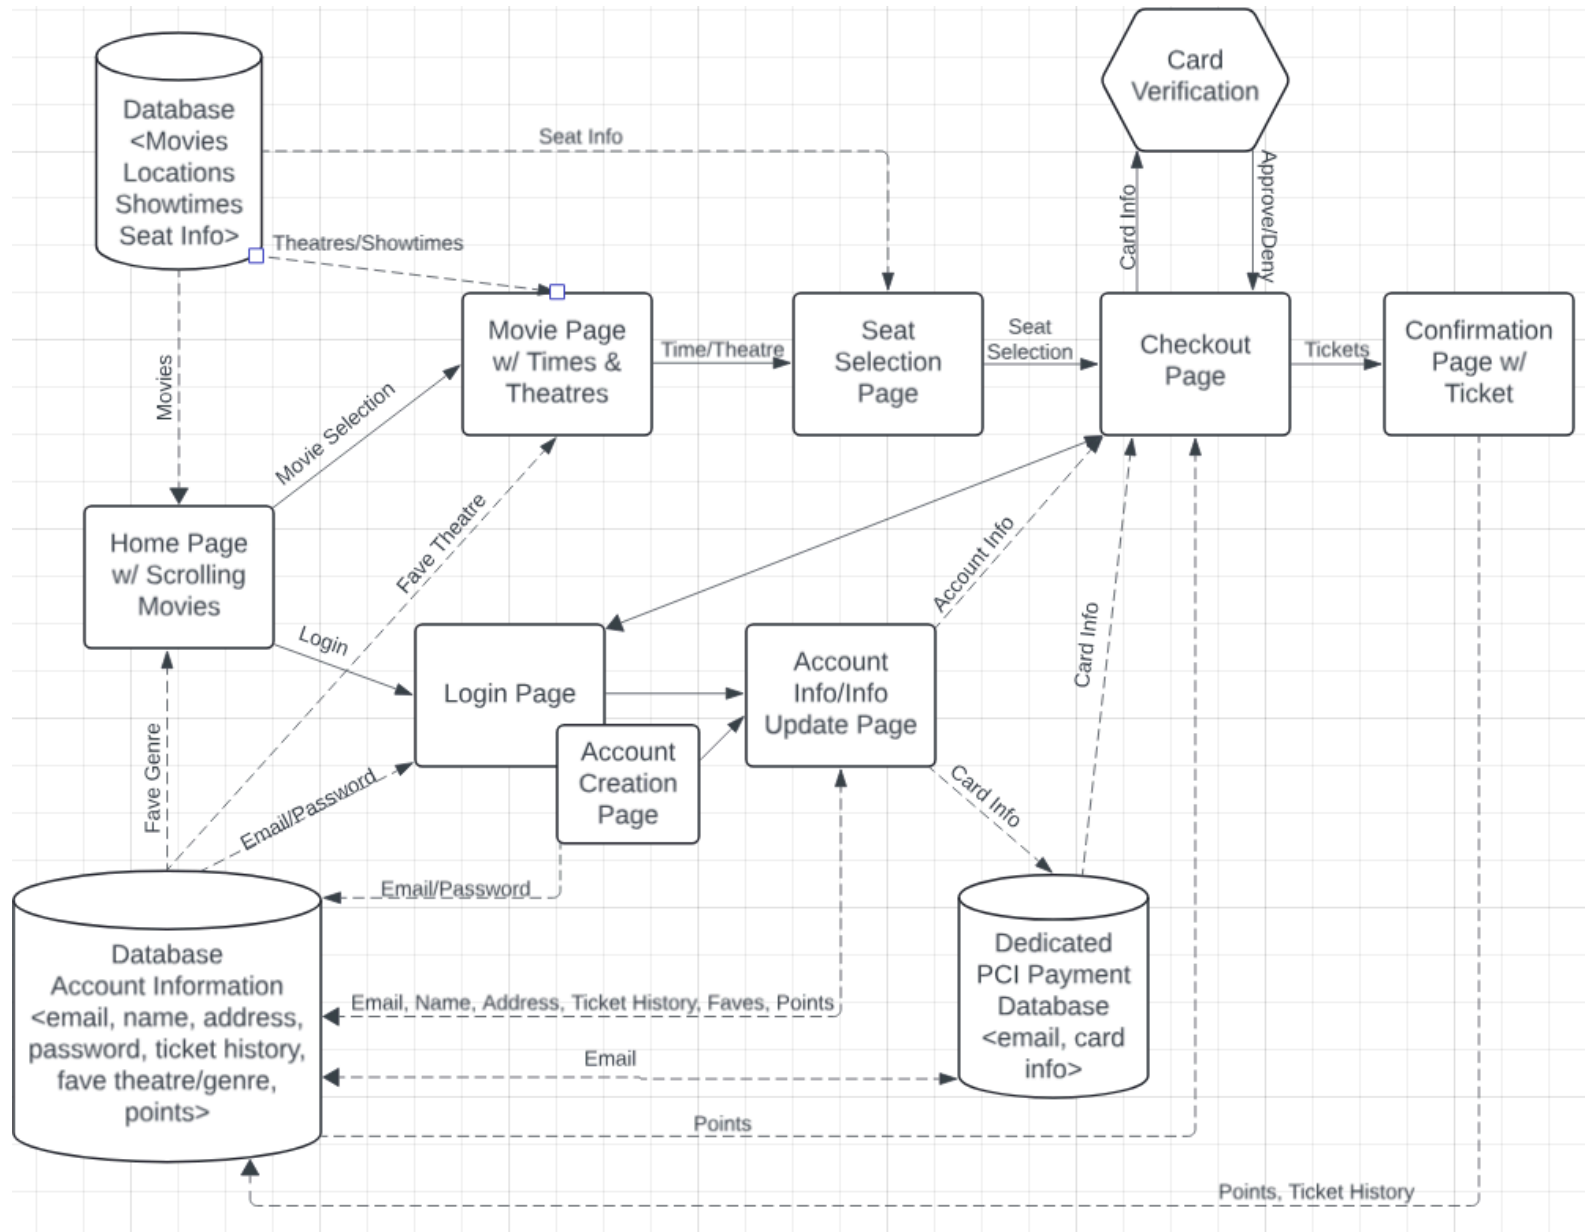 Card
Verification
Database
<Movies
Locations
Showtimes
Seat Info>
Seat Info
Theatres/Showtimes
Card Info
Approve/Deny
Movies
Movie Selection
Movie Page
w/ Times &
Theatres
Time/Theatre
Seat
Selection
Page
Seat
Selection
Checkout
Page
Tickets
Confirmation
Page w/
Ticket
Home Page
w/ Scrolling
Movies
Fave Theatre
Login
Login Page
Account
Info/Info
Update Page
Account Info
Card Info
Account
Creation
Page
Fave Genre
Email/Password
Card Info
Email/Password
Database
Account Information
<email, name, address,
password, ticket history,
fave theatre/genre,
points>
Email, Name, Address, Ticket History, Faves, Points
Dedicated
PCI Payment
Database
<email, card
info>
Email
Points
Points, Ticket History